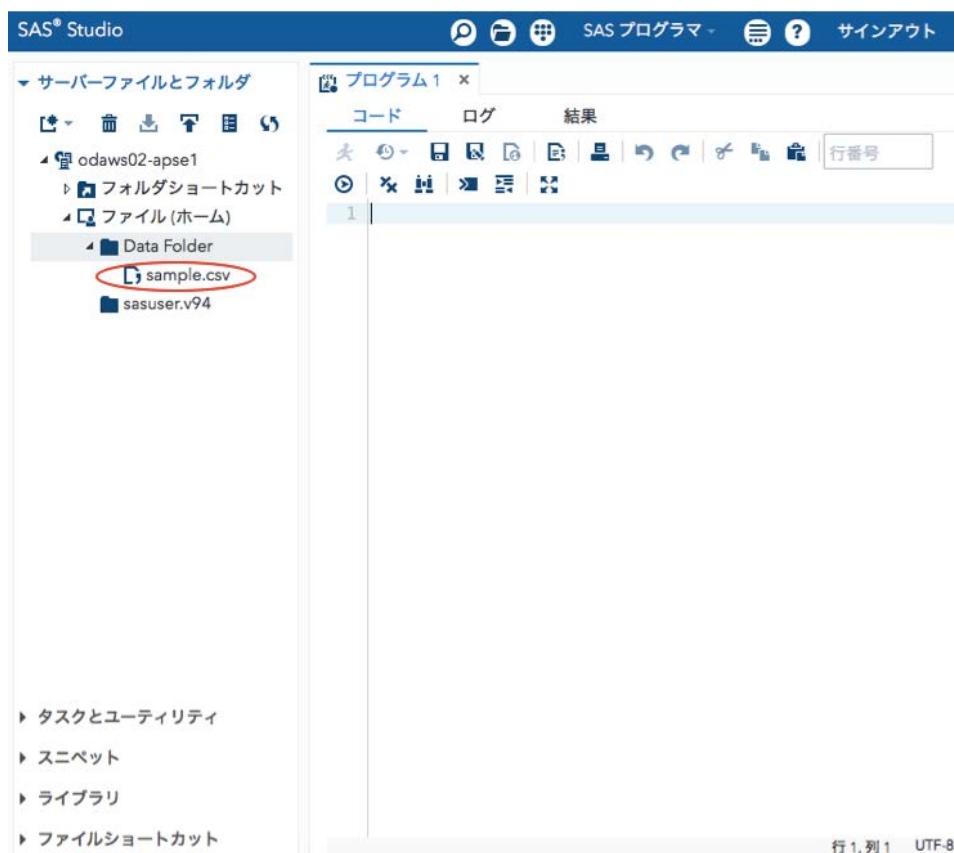 SAS® Studio
SAS プログラマ
サインアウト
サーバーファイルとフォルダ
odaws02-apse1
フォルダショートカット
ファイル (ホーム)
Data Folder
sample.csv
sasuser.v94
タスクとユーティリティ
スニペット
ライブラリ
ファイルショートカット
プログラム 1
コード ログ 結果
行番号
1
行 1, 列 1 UTF-8